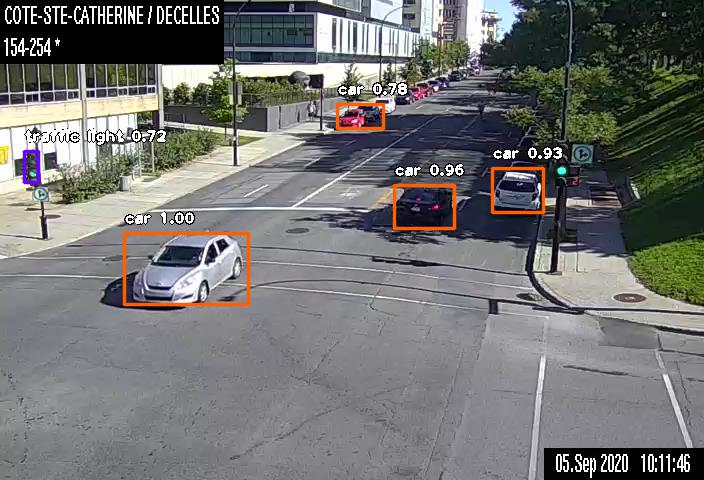 COTE-STE-CATHERINE / DECELLES
154-254 *
car 0.78
traffic light 0.72
car 0.93
car 0.96
car 1.00
05.Sep 2020 10:11:46